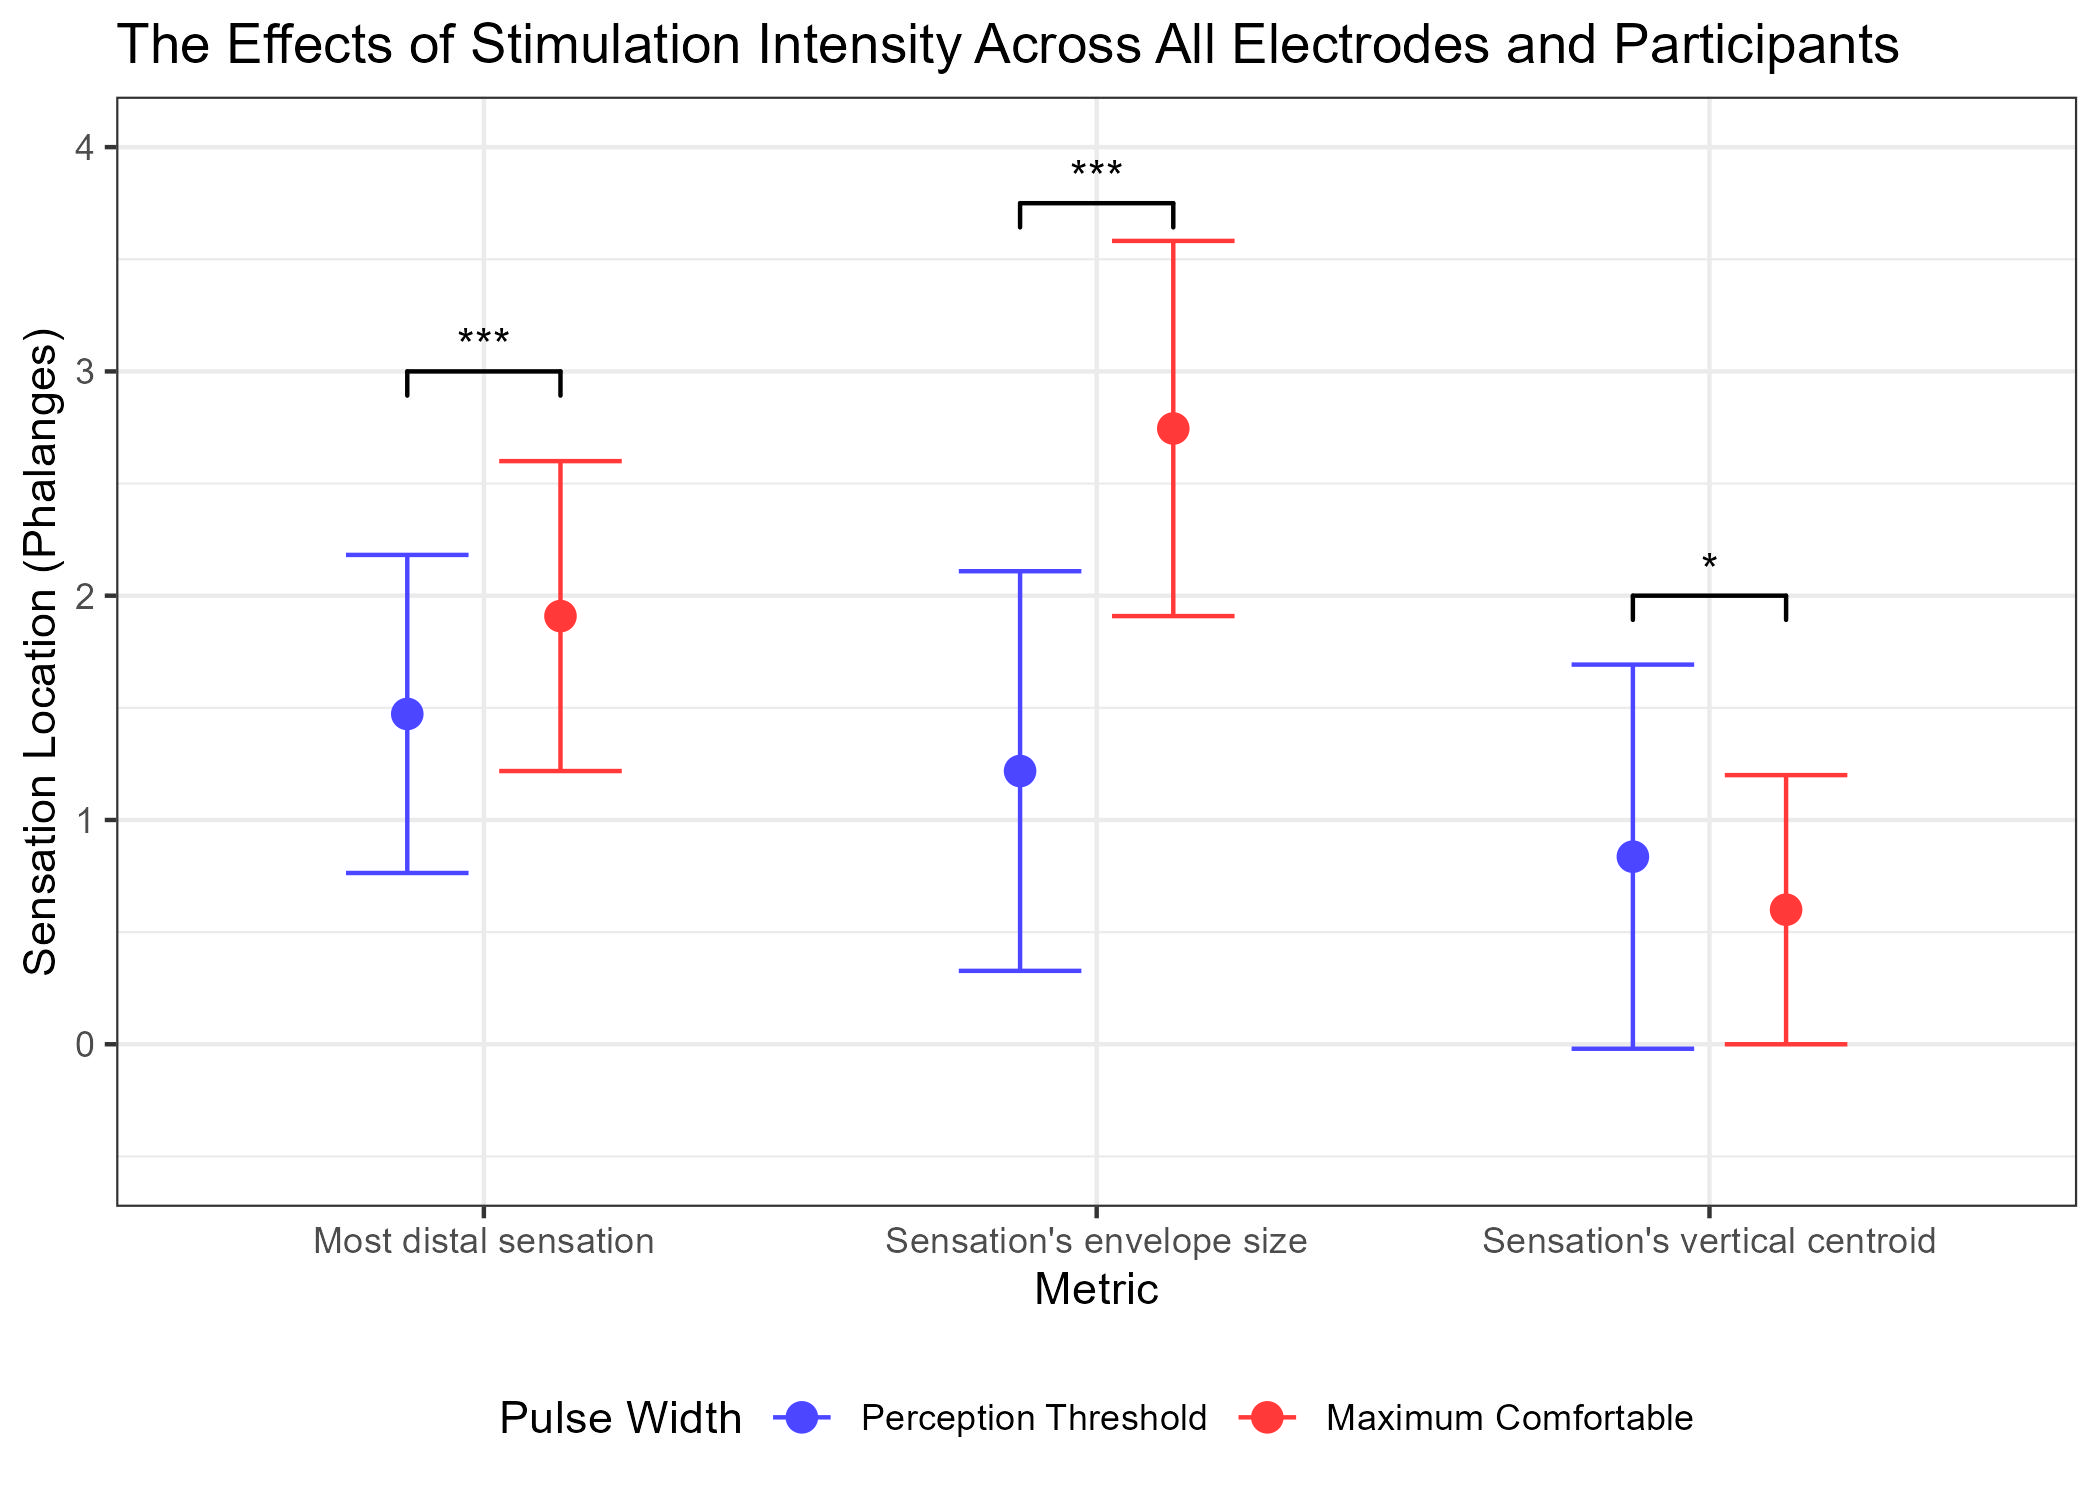 The Effects of Stimulation Intensity Across All Electrodes and Participants
Sensation Location (Phalanges)
4
3
2
1
0
***
***
*
Most distal sensation
Sensation's envelope size
Sensation's vertical centroid
Metric
Pulse Width
Perception Threshold
Maximum Comfortable